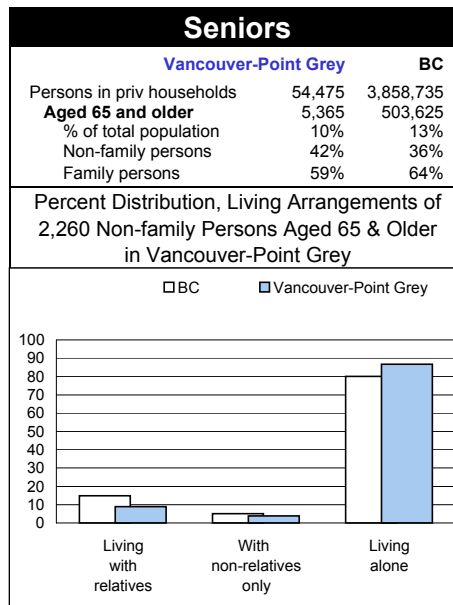 Seniors
Vancouver-Point Grey BC
Persons in priv households 54,475 3,858,735
Aged 65 and older 5,365 503,625
% of total population 10% 13%
Non-family persons 42% 36%
Family persons 59% 64%
Percent Distribution, Living Arrangements of
2,260 Non-family Persons Aged 65 & Older
in Vancouver-Point Grey
BC Vancouver-Point Grey
100
90
80
70
60
50
40
30
20
10
0
Living with relatives
With non-relatives only
Living alone